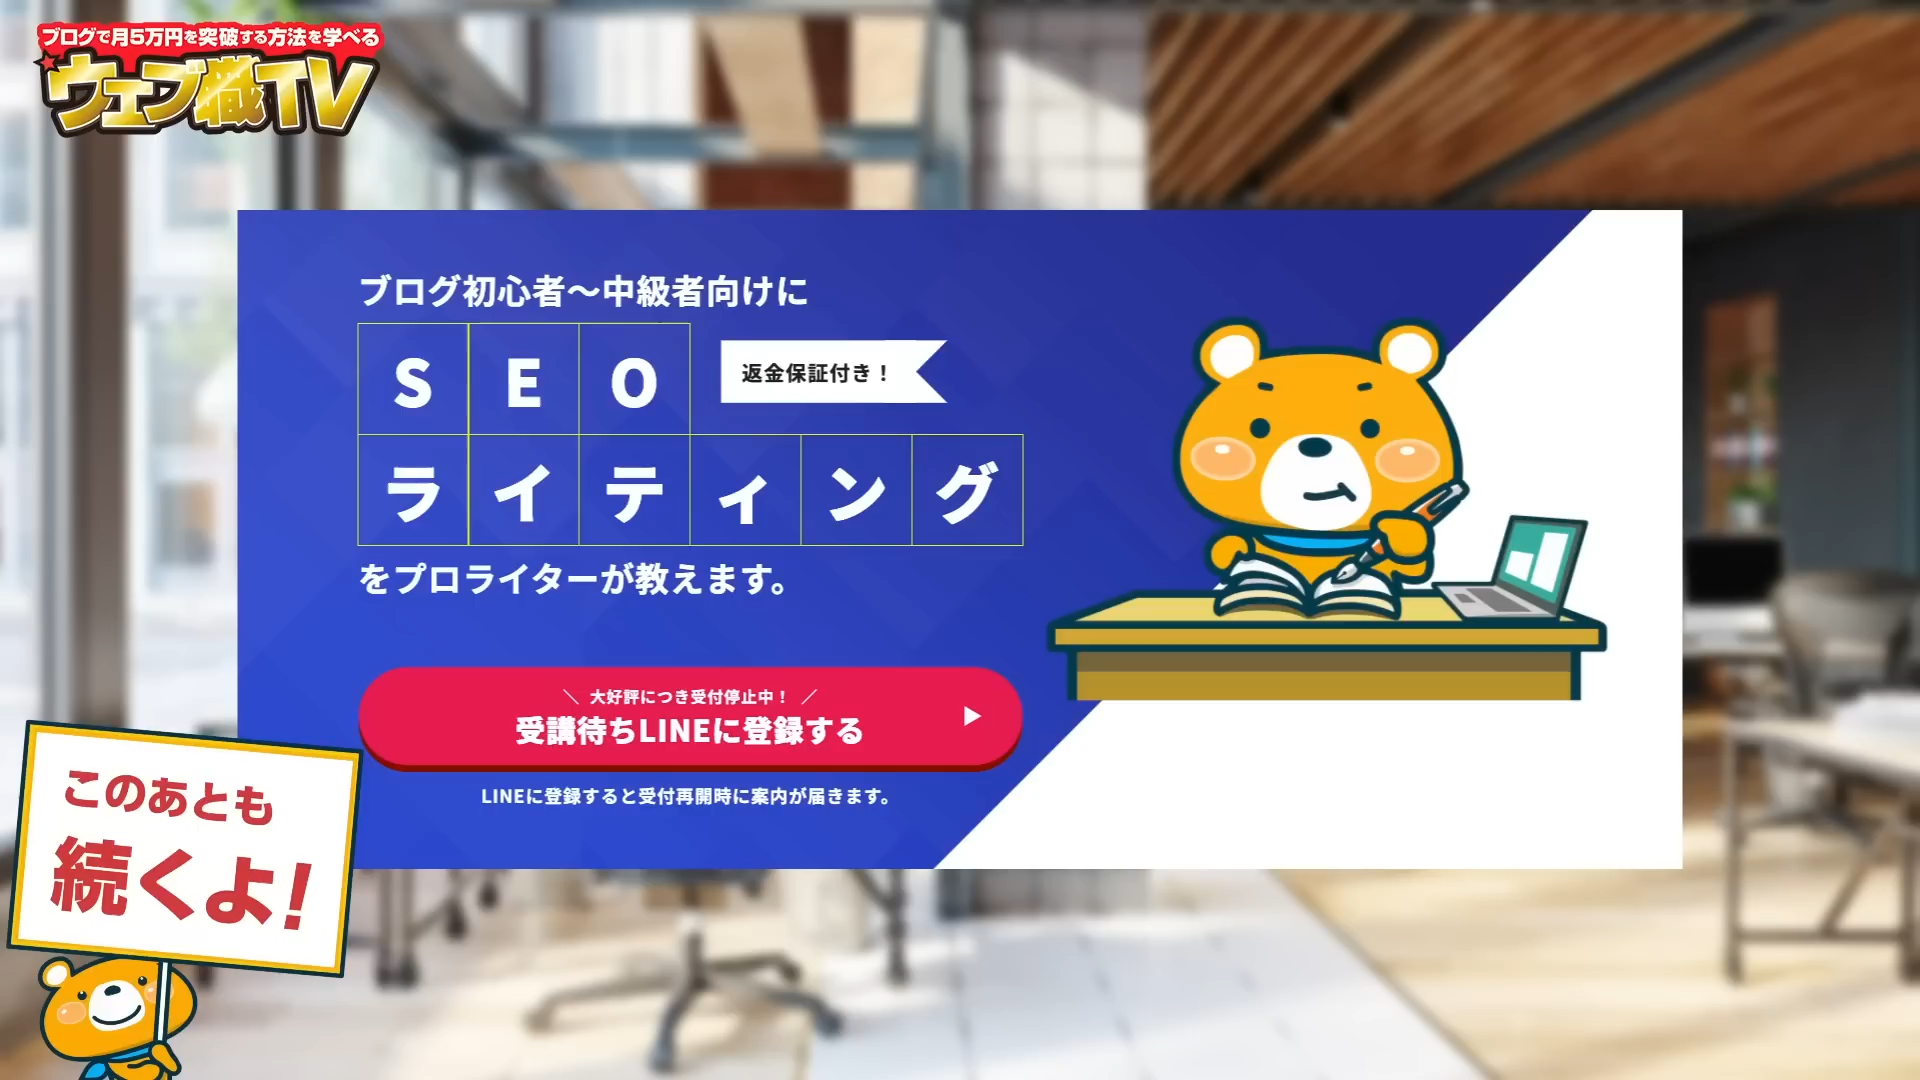 ブログで月5万円を突破する方法を学べる
ウェブ職TV
ブログ初心者～中級者向けに
SEO
返金保証付き！
ライティング
をプロライターが教えます。
＼ 大好評につき受付停止中！ ／
受講待ちLINEに登録する
LINEに登録すると受付再開時に案内が届きます。
このあとも
続くよ!